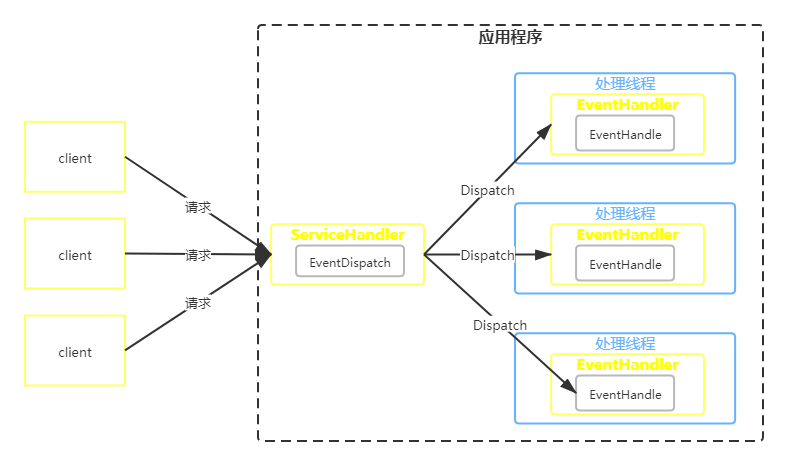 应用程序
client
client
client
请求
请求
请求
ServiceHandler
EventDispatch
Dispatch
Dispatch
Dispatch
处理线程
EventHandler
EventHandle
处理线程
EventHandler
EventHandle
处理线程
EventHandler
EventHandle